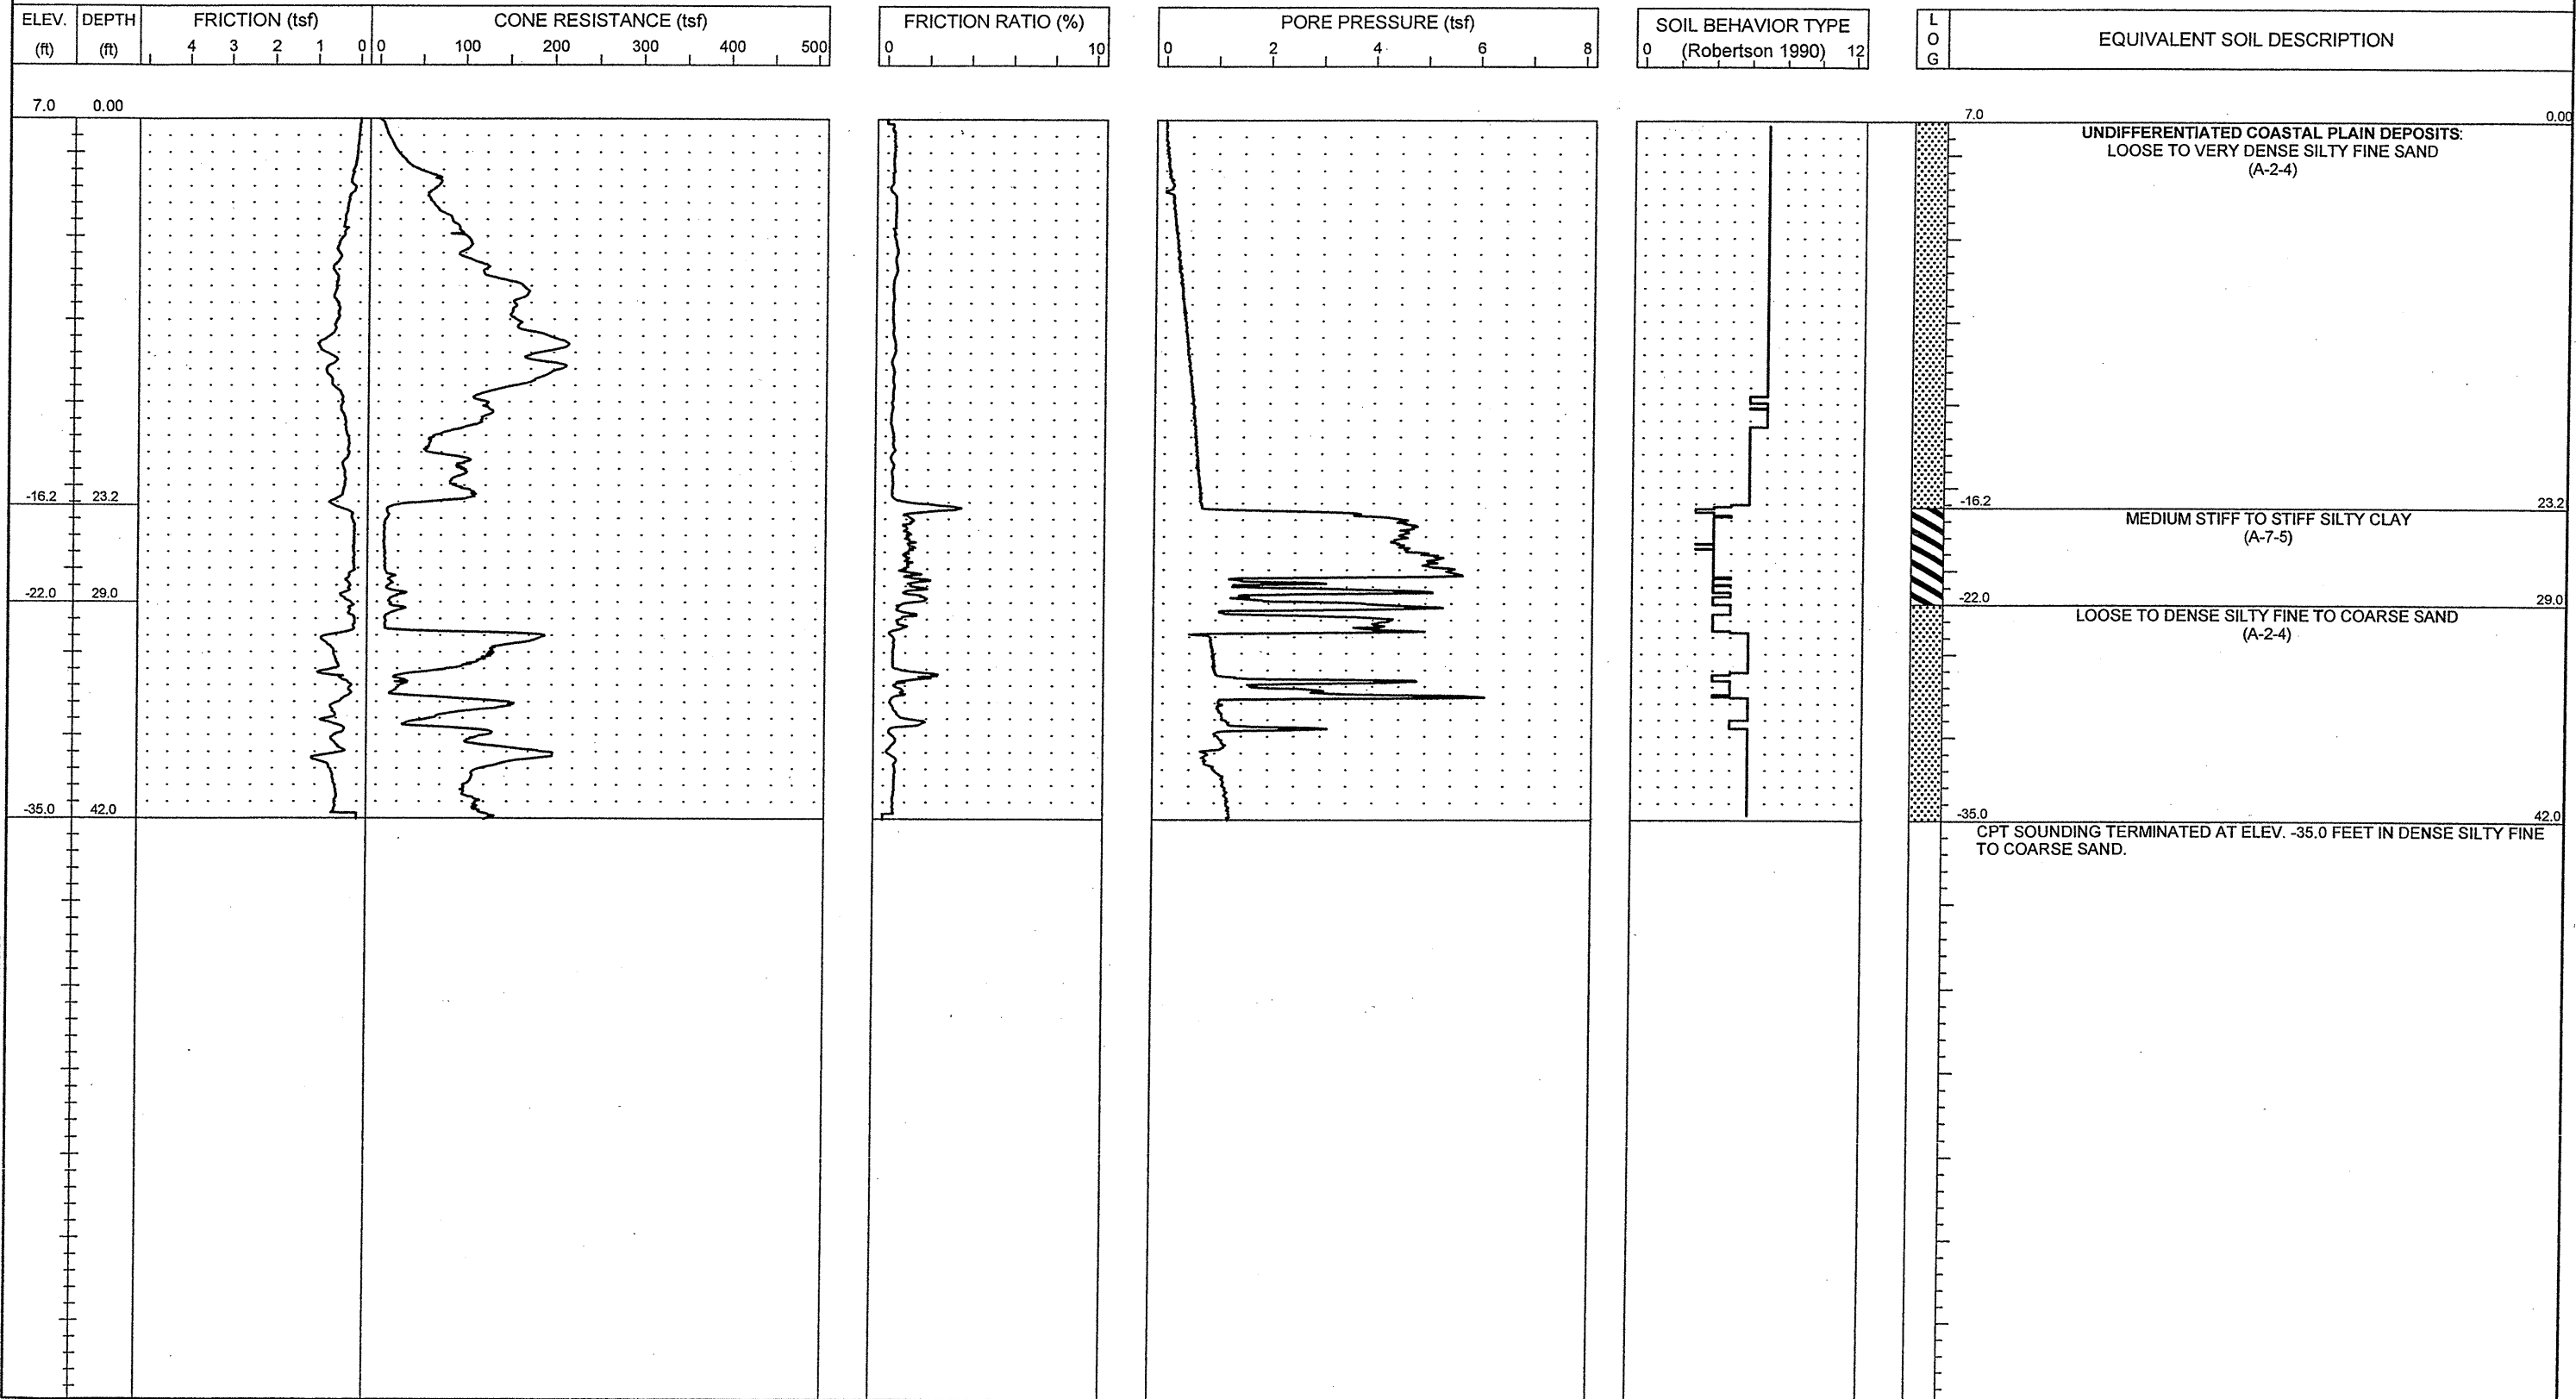 ELEV. (ft)
DEPTH (ft)
FRICTION (tsf)
4 3 2 1 0
CONE RESISTANCE (tsf)
0 100 200 300 400 500
FRICTION RATIO (%)
0 10
PORE PRESSURE (tsf)
0 2 4 6 8
SOIL BEHAVIOR TYPE
(Robertson 1990)
0 12
LOG
EQUIVALENT SOIL DESCRIPTION
7.0 0.00
7.0 0.00
UNDIFFERENTIATED COASTAL PLAIN DEPOSITS:
LOOSE TO VERY DENSE SILTY FINE SAND
(A-2-4)
-16.2 23.2
-16.2 23.2
MEDIUM STIFF TO STIFF SILTY CLAY
(A-7-5)
-22.0 29.0
-22.0 29.0
LOOSE TO DENSE SILTY FINE TO COARSE SAND
(A-2-4)
-35.0 42.0
-35.0 42.0
CPT SOUNDING TERMINATED AT ELEV. -35.0 FEET IN DENSE SILTY FINE
TO COARSE SAND.